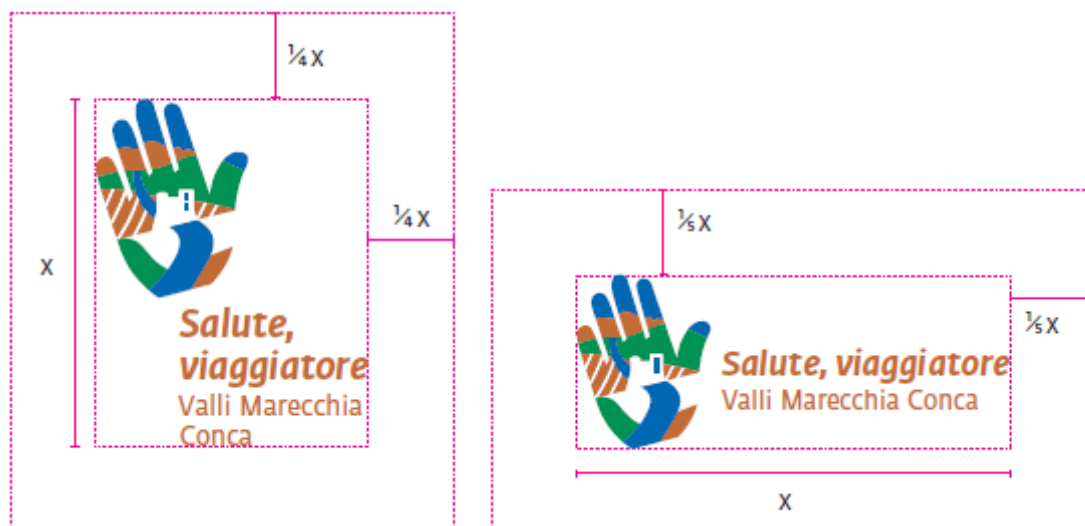 ¼ X
¼ X
X
Salute,
viaggiatore
Valli Marecchia
Conca
⅕ X
⅕ X
Salute, viaggiatore
Valli Marecchia Conca
X